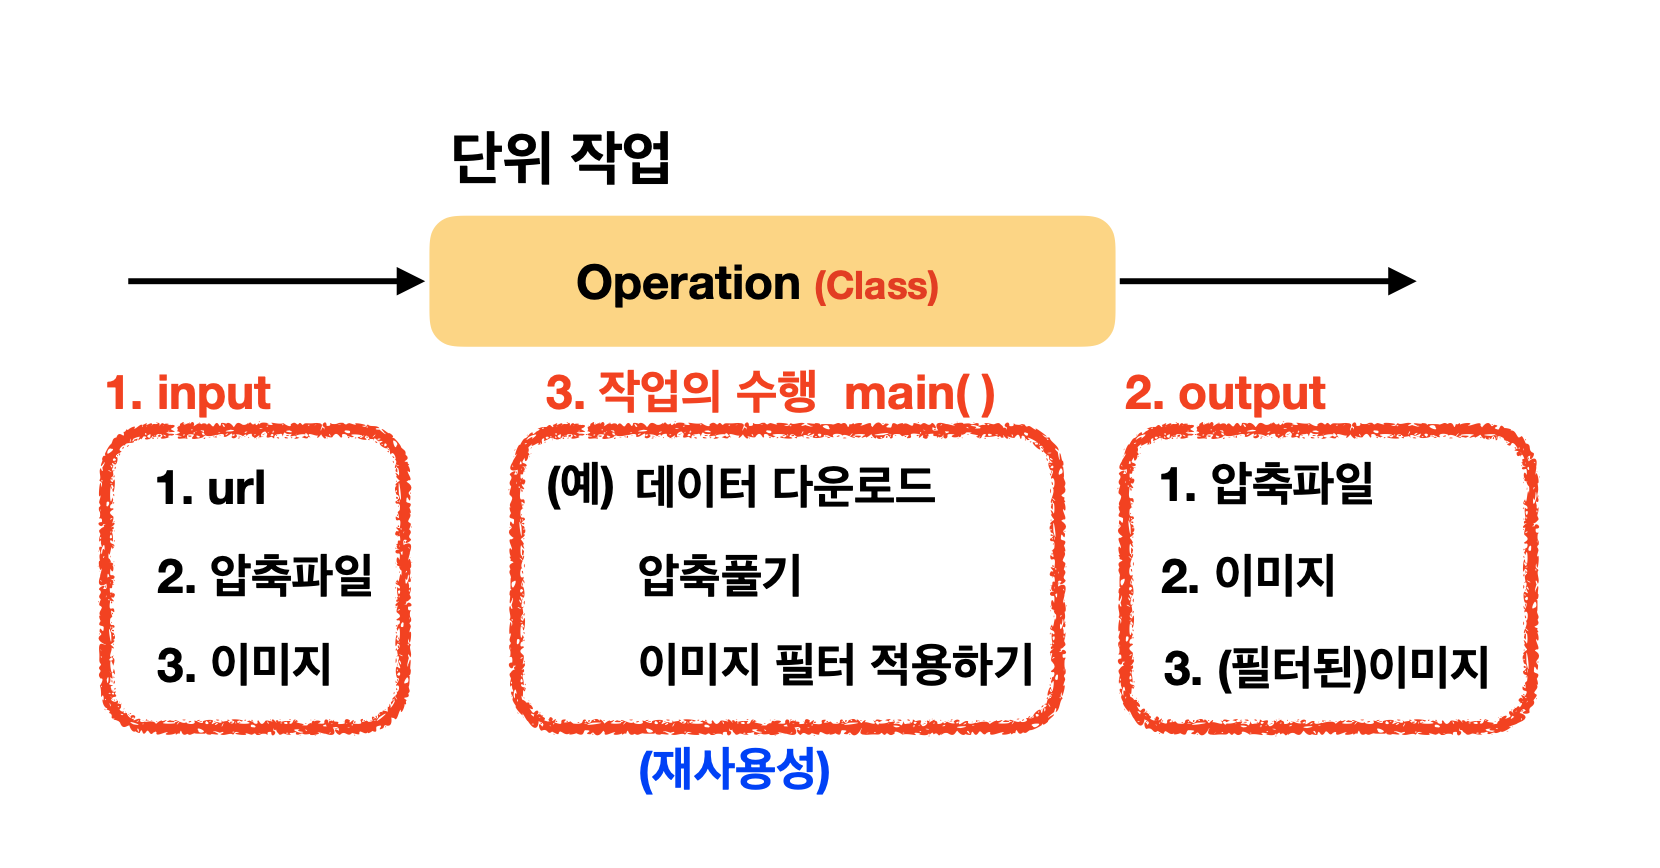 단위 작업
Operation (Class)
1. input
1. url
2. 압축파일
3. 이미지
3. 작업의 수행 main( )
(예) 데이터 다운로드
압축풀기
이미지 필터 적용하기
(재사용성)
2. output
1. 압축파일
2. 이미지
3. (필터된)이미지